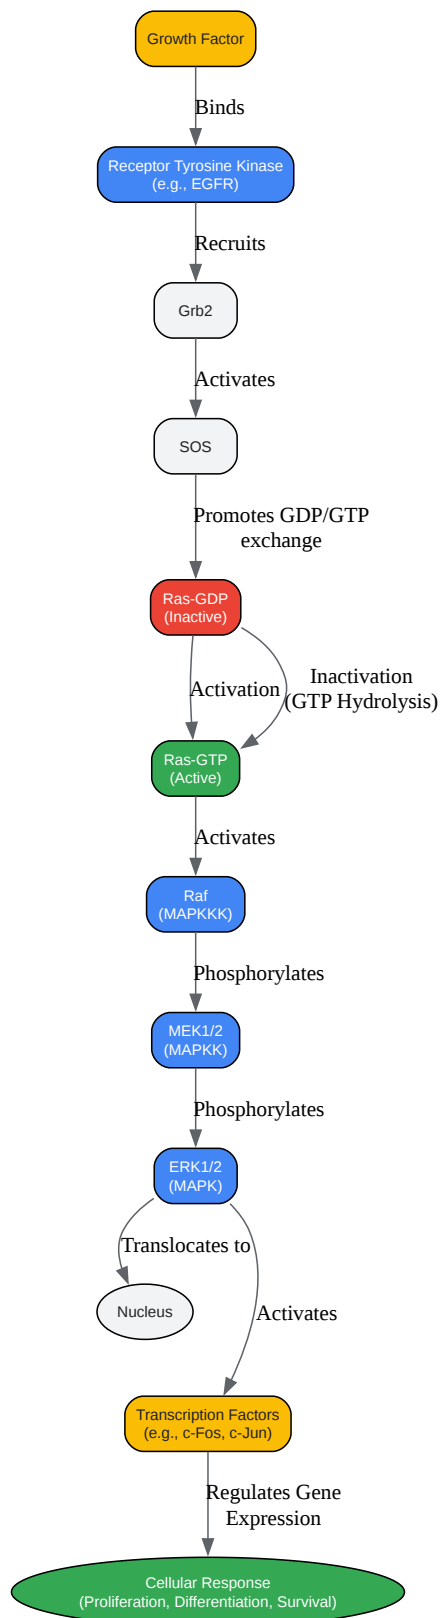 Growth Factor
Binds
Receptor Tyrosine Kinase
(e.g., EGFR)
Recruits
Grb2
Activates
SOS
Promotes GDP/GTP
exchange
Ras-GDP
(Inactive)
Activation
Inactivation
(GTP Hydrolysis)
Ras-GTP
(Active)
Activates
Raf
(MAPKKK)
Phosphorylates
MEK1/2
(MAPKK)
Phosphorylates
ERK1/2
(MAPK)
Translocates to
Nucleus
Activates
Transcription Factors
(e.g., c-Fos, c-Jun)
Regulates Gene
Expression
Cellular Response
(Proliferation, Differentiation, Survival)